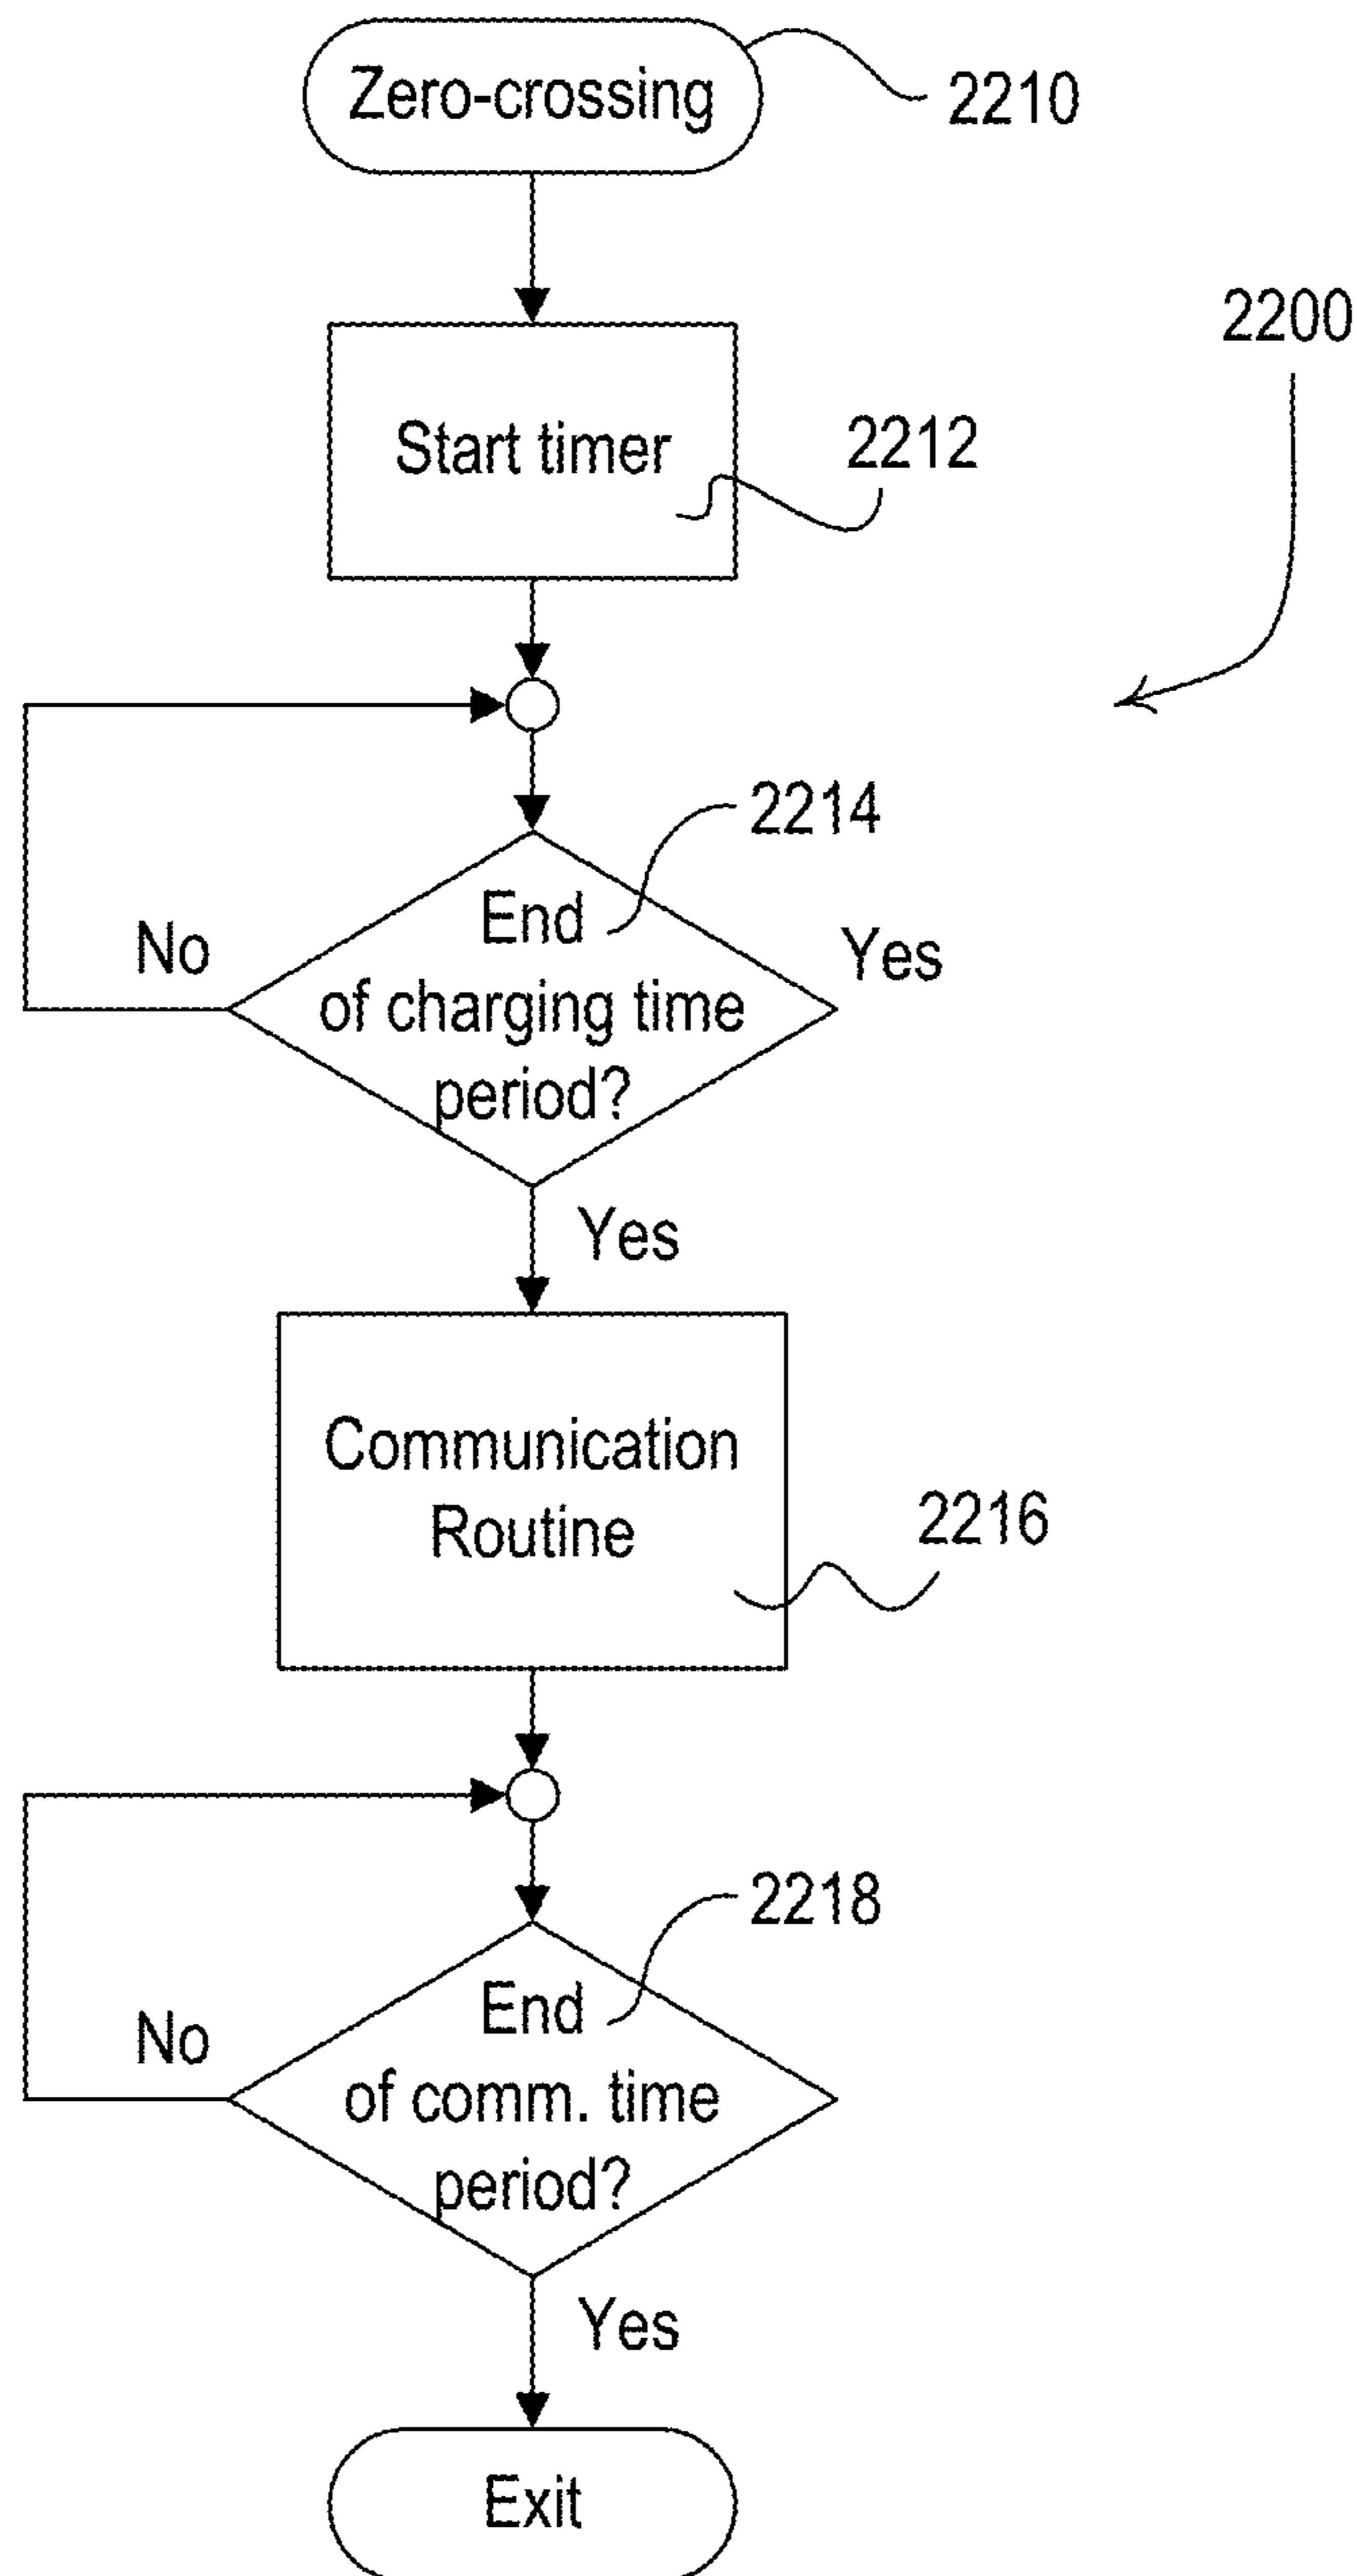 Zero-crossing
2210
2200
Start timer
2212
2214
End
of charging time
period?
No
Yes
Yes
Communication
Routine
2216
2218
End
of comm. time
period?
No
Yes
Exit